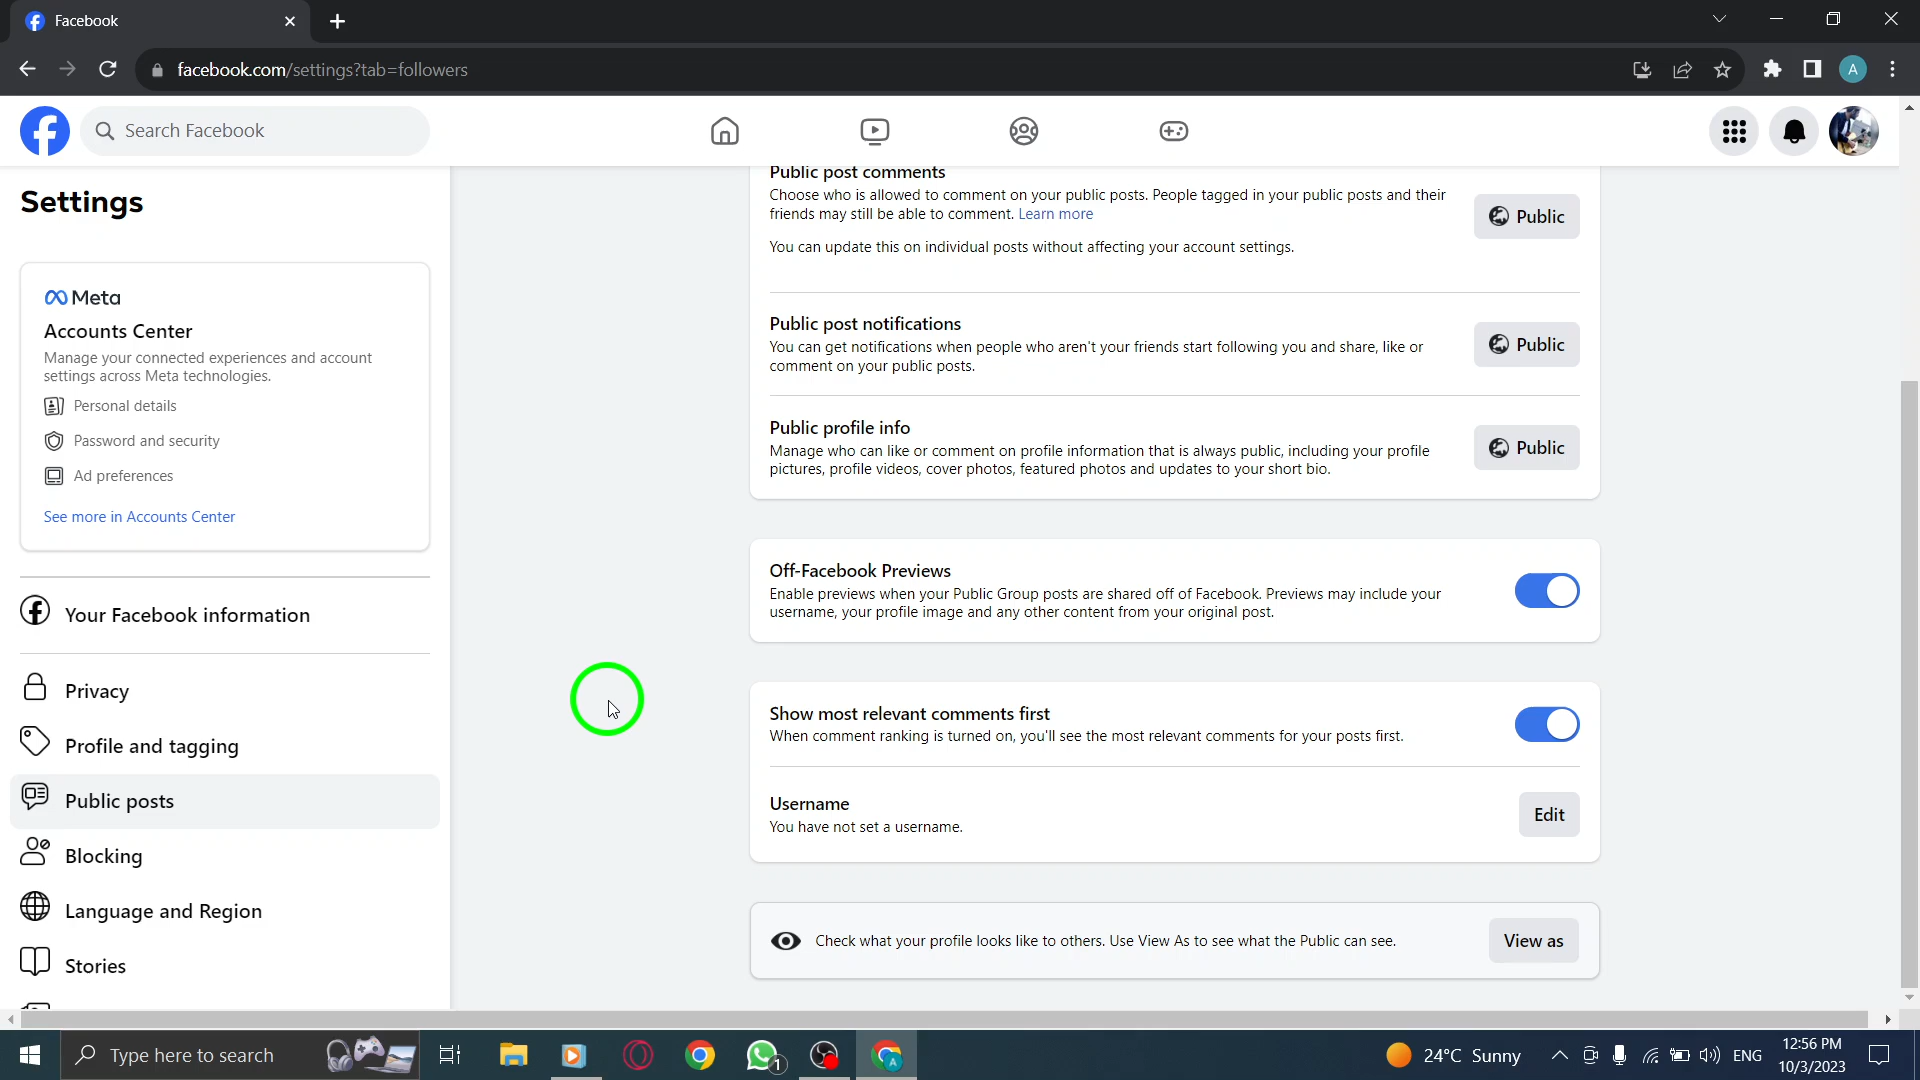 Facebook
facebook.com/settings?tab=followers
A
Search Facebook
Settings
Meta
Accounts Center
Manage your connected experiences and account
settings across Meta technologies.
Personal details
Password and security
Ad preferences
See more in Accounts Center
Your Facebook information
Privacy
Profile and tagging
Public posts
Blocking
Language and Region
Stories
Public post comments
Choose who is allowed to comment on your public posts. People tagged in your public posts and their
friends may still be able to comment. Learn more
Public
You can update this on individual posts without affecting your account settings.
Public post notifications
You can get notifications when people who aren't your friends start following you and share, like or
comment on your public posts.
Public
Public profile info
Manage who can like or comment on profile information that is always public, including your profile
pictures, profile videos, cover photos, featured photos and updates to your short bio.
Public
Off-Facebook Previews
Enable previews when your Public Group posts are shared off of Facebook. Previews may include your
username, your profile image and any other content from your original post.
Show most relevant comments first
When comment ranking is turned on, you'll see the most relevant comments for your posts first.
Username
You have not set a username.
Edit
Check what your profile looks like to others. Use View As to see what the Public can see.
View as
Type here to search
1
A
24°C Sunny
ENG
12:56 PM
10/3/2023